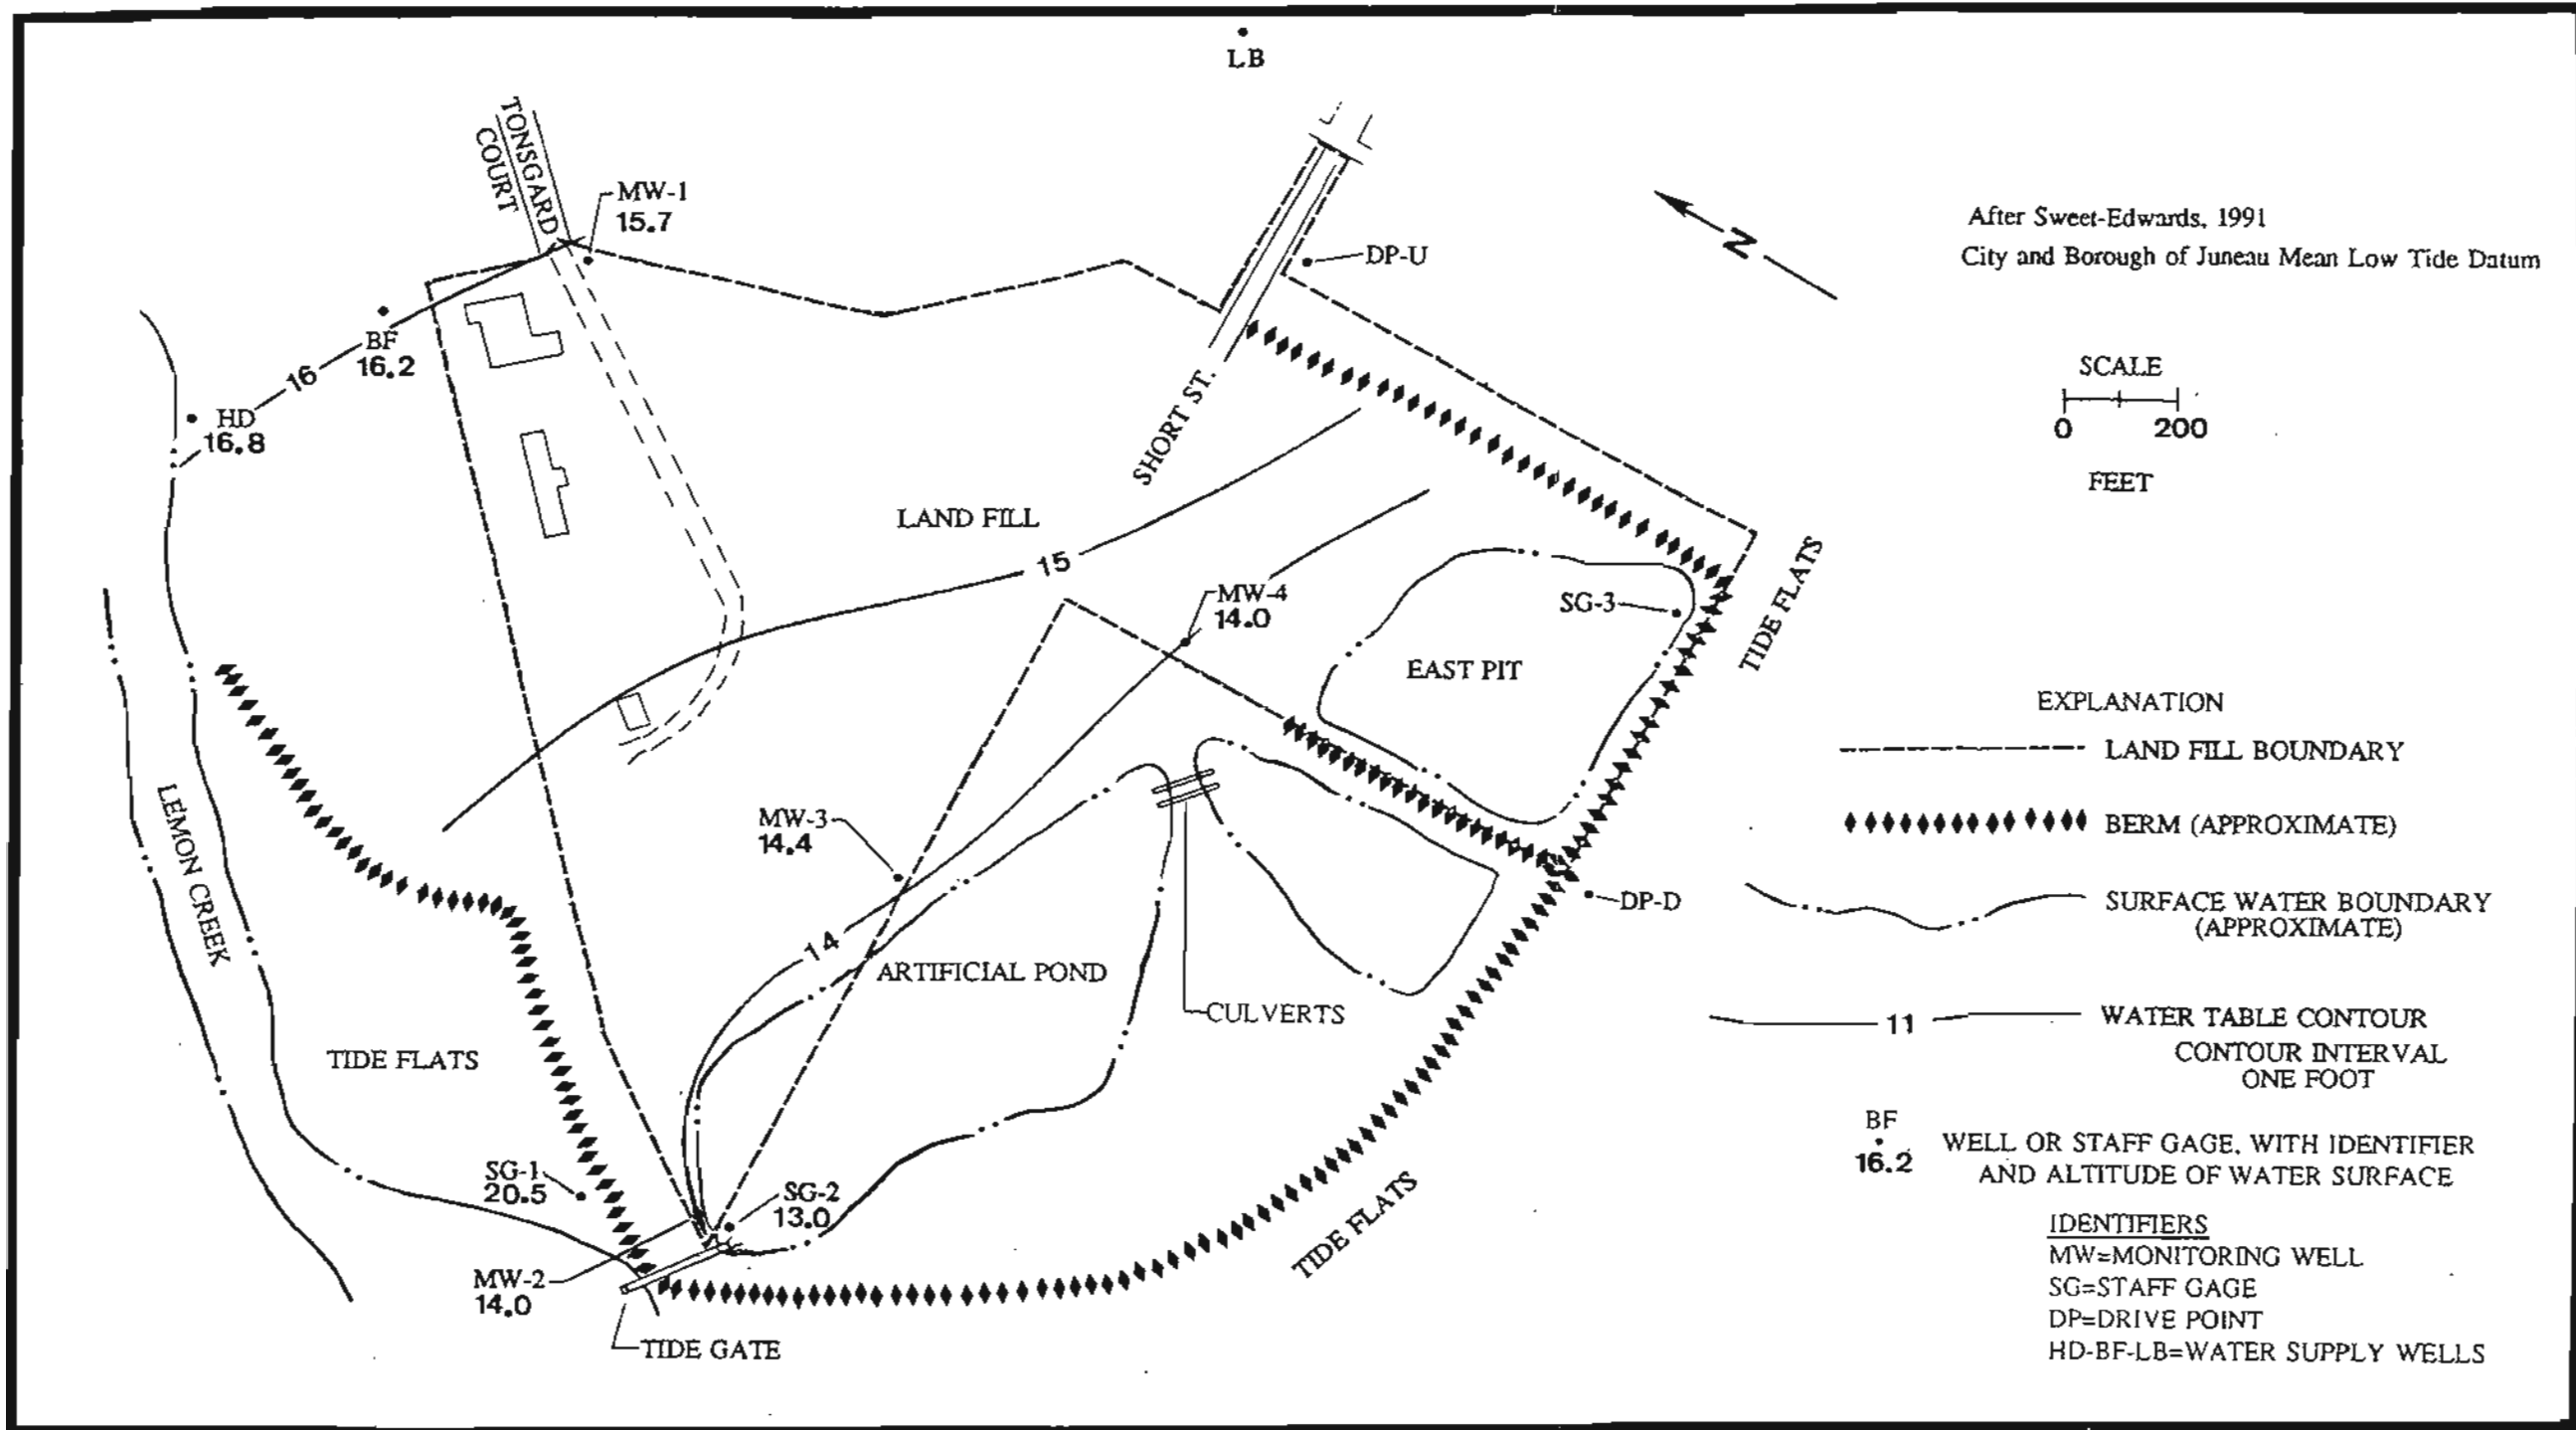 LB
TONSGARD
COURT
MW-1
15.7
DP-U
N
After Sweet-Edwards, 1991
City and Borough of Juneau Mean Low Tide Datum
BF
16.2
16
HD
16.8
SCALE
0 200
FEET
SHORT ST.
LAND FILL
15
MW-4
14.0
SG-3
TIDE FLATS
EAST PIT
EXPLANATION
LAND FILL BOUNDARY
BERM (APPROXIMATE)
SURFACE WATER BOUNDARY
(APPROXIMATE)
11
WATER TABLE CONTOUR
CONTOUR INTERVAL
ONE FOOT
BF
16.2
WELL OR STAFF GAGE, WITH IDENTIFIER
AND ALTITUDE OF WATER SURFACE
IDENTIFIERS
MW=MONITORING WELL
SG=STAFF GAGE
DP=DRIVE POINT
HD-BF-LB=WATER SUPPLY WELLS
LEMON CREEK
MW-3
14.4
14
DP-D
ARTIFICIAL POND
CULVERTS
TIDE FLATS
SG-1
20.5
SG-2
13.0
TIDE FLATS
MW-2
14.0
TIDE GATE